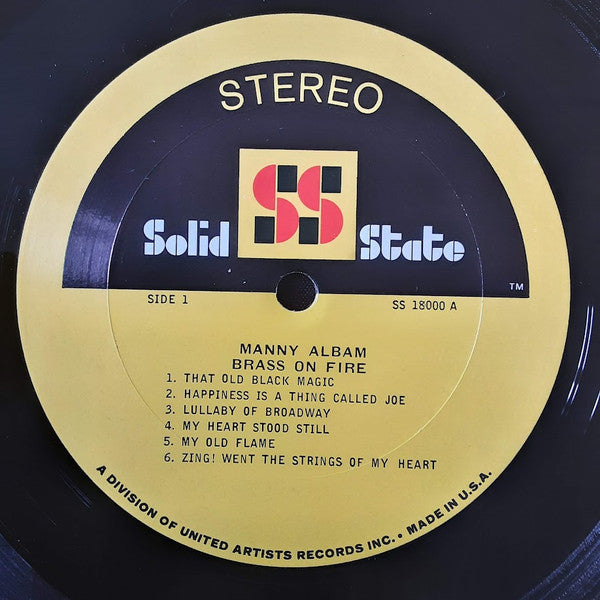 STEREO
SS
Solid State
TM
SIDE 1
SS 18000 A
MANNY ALBAM
BRASS ON FIRE
1. THAT OLD BLACK MAGIC
2. HAPPINESS IS A THING CALLED JOE
3. LULLABY OF BROADWAY
4. MY HEART STOOD STILL
5. MY OLD FLAME
6. ZING! WENT THE STRINGS OF MY HEART
A DIVISION OF UNITED ARTISTS RECORDS INC. • MADE IN U.S.A.